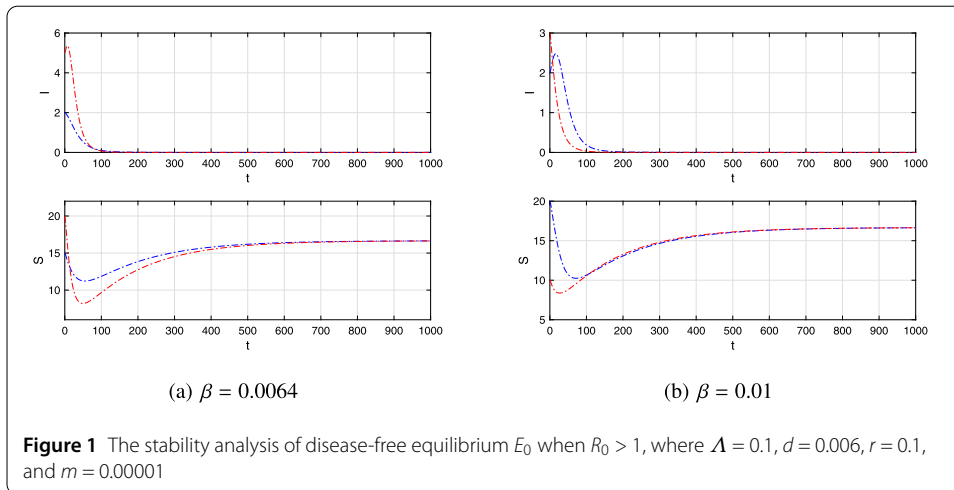 6
4
2
0
I
0 100 200 300 400 500 600 700 800 900 1000
t
20
15
10
S
0 100 200 300 400 500 600 700 800 900 1000
t
(a) β = 0.0064
3
2
1
0
I
0 100 200 300 400 500 600 700 800 900 1000
t
20
15
10
5
S
0 100 200 300 400 500 600 700 800 900 1000
t
(b) β = 0.01
Figure 1 The stability analysis of disease-free equilibrium E₀ when R₀ > 1, where Λ = 0.1, d = 0.006, r = 0.1,
and m = 0.00001